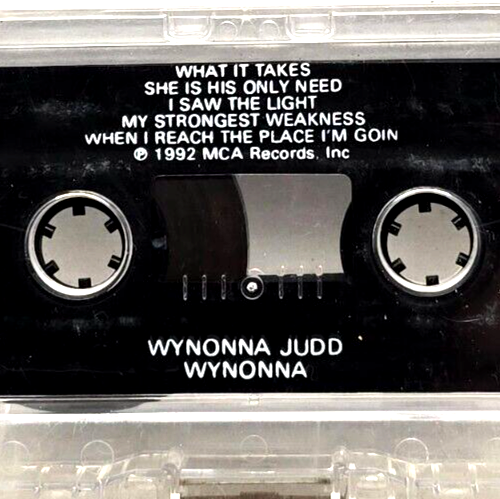 WHAT IT TAKES
SHE IS HIS ONLY NEED
I SAW THE LIGHT
MY STRONGEST WEAKNESS
WHEN I REACH THE PLACE I'M GOIN
℗ 1992 MCA Records, Inc
WYNONNA JUDD
WYNONNA